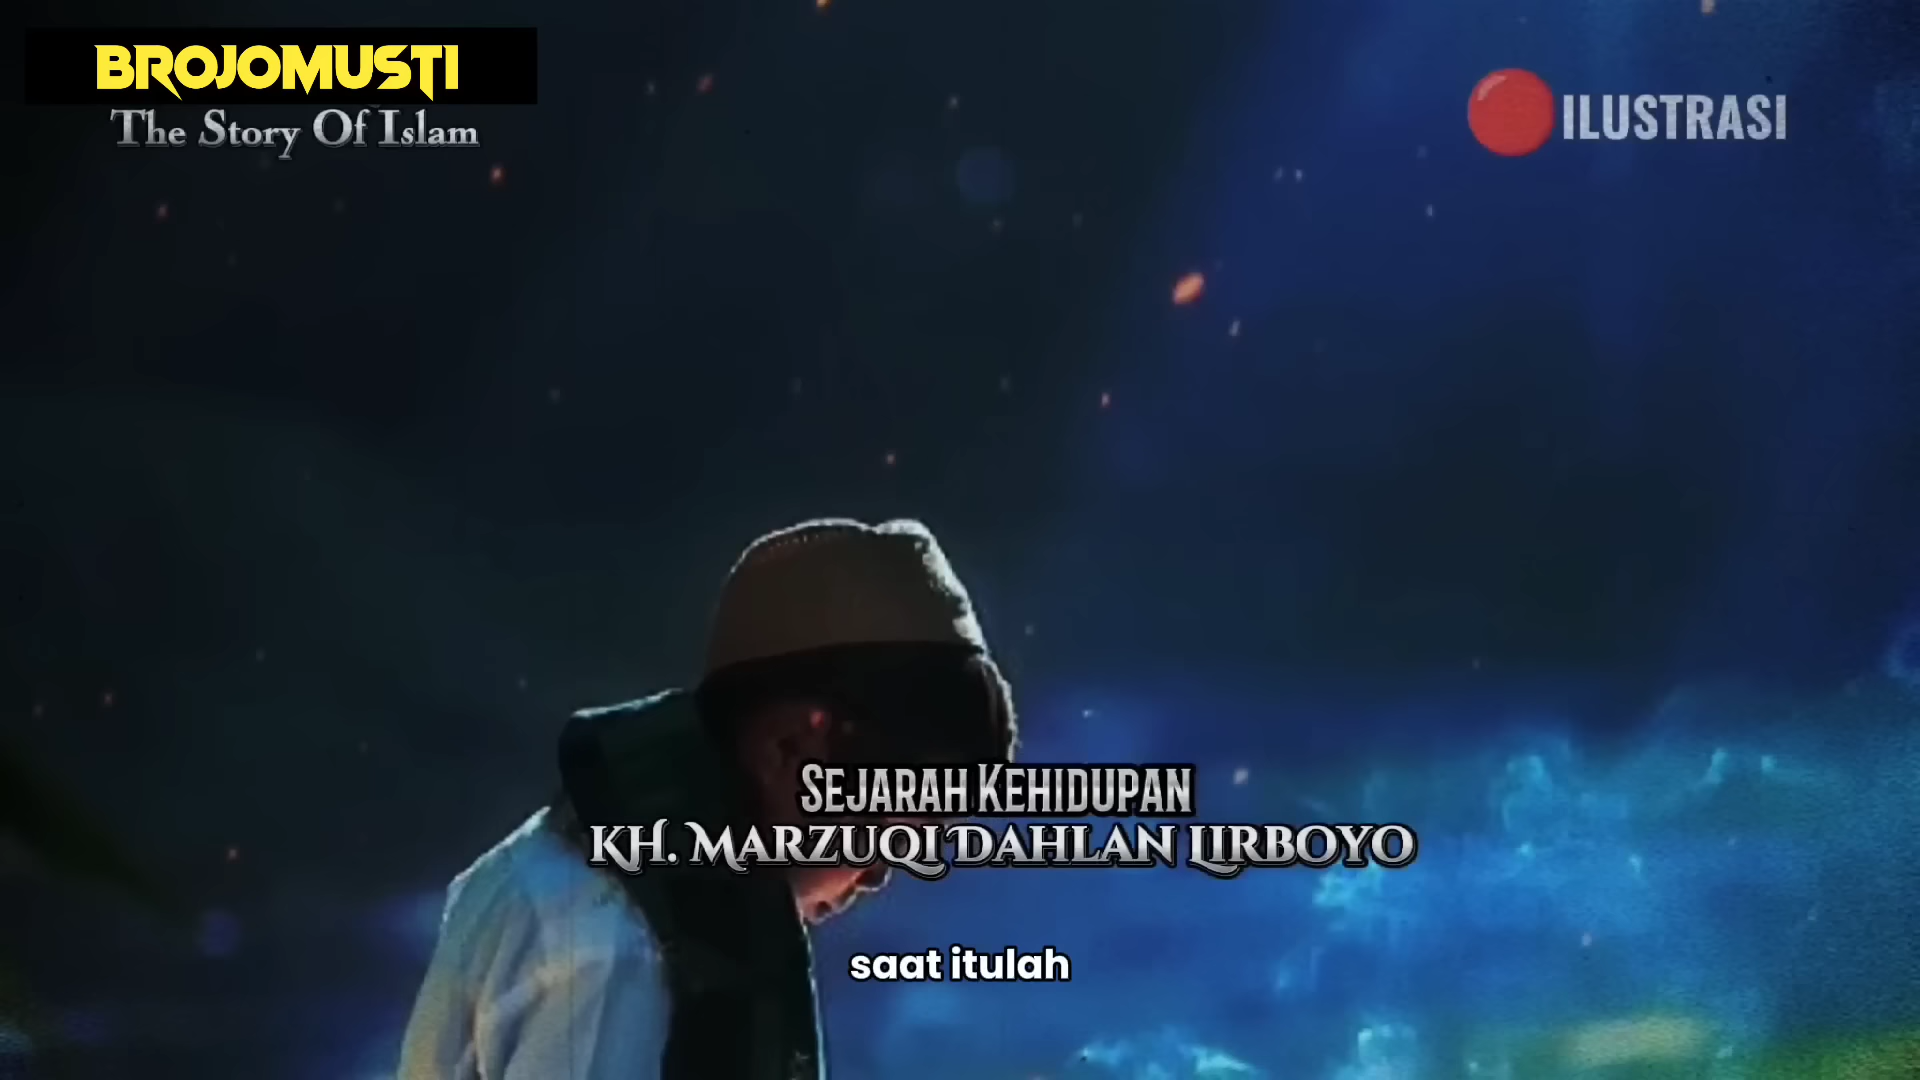 BROJOMUSTI
The Story Of Islam
ILUSTRASI
SEJARAH KEHIDUPAN
KH. MARZUQI DAHLAN LIRBOYO
saat itulah